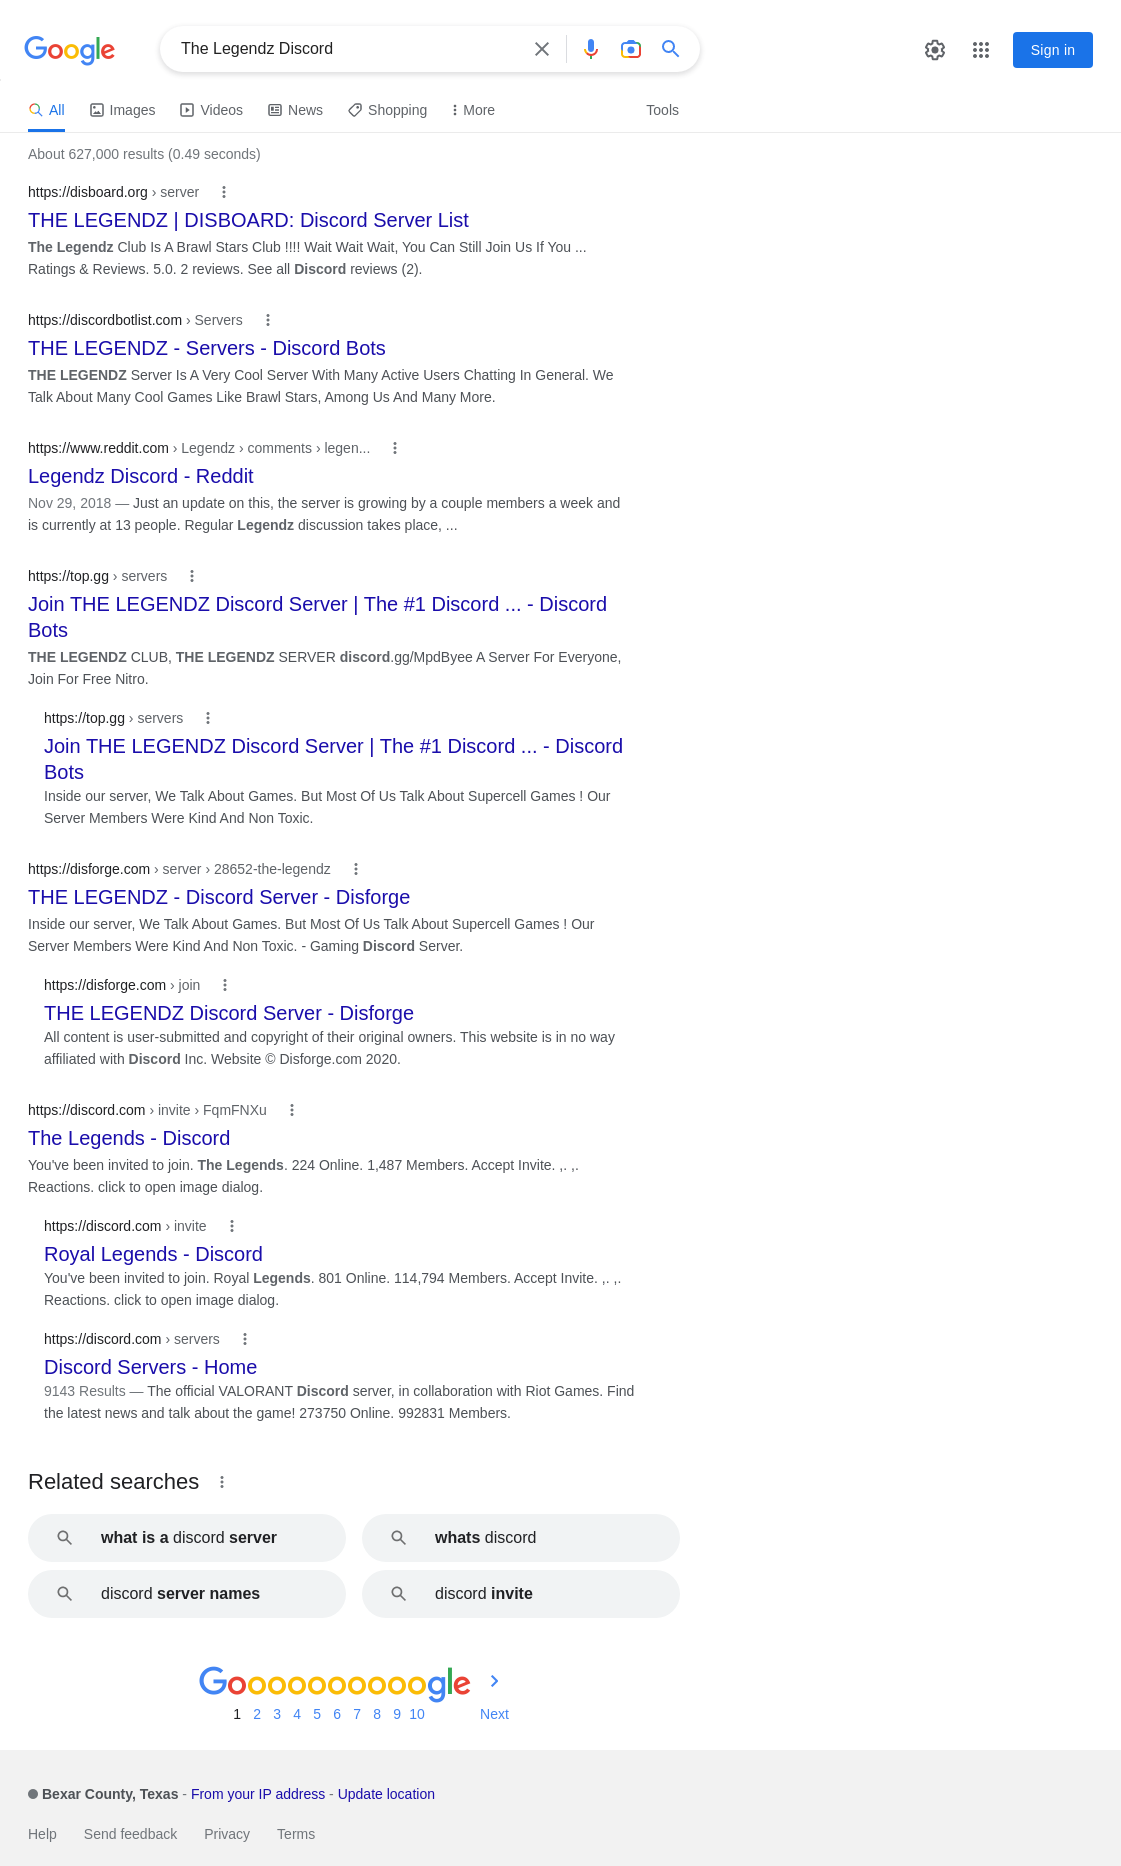 Google
The Legendz Discord
Sign in
All Images Videos News Shopping More Tools
About 627,000 results (0.49 seconds)
https://disboard.org › server
THE LEGENDZ | DISBOARD: Discord Server List
The Legendz Club Is A Brawl Stars Club !!!! Wait Wait Wait, You Can Still Join Us If You ...
Ratings & Reviews. 5.0. 2 reviews. See all Discord reviews (2).
https://discordbotlist.com › Servers
THE LEGENDZ - Servers - Discord Bots
THE LEGENDZ Server Is A Very Cool Server With Many Active Users Chatting In General. We
Talk About Many Cool Games Like Brawl Stars, Among Us And Many More.
https://www.reddit.com › Legendz › comments › legen...
Legendz Discord - Reddit
Nov 29, 2018 — Just an update on this, the server is growing by a couple members a week and
is currently at 13 people. Regular Legendz discussion takes place, ...
https://top.gg › servers
Join THE LEGENDZ Discord Server | The #1 Discord ... - Discord
Bots
THE LEGENDZ CLUB, THE LEGENDZ SERVER discord.gg/MpdByee A Server For Everyone,
Join For Free Nitro.
https://top.gg › servers
Join THE LEGENDZ Discord Server | The #1 Discord ... - Discord
Bots
Inside our server, We Talk About Games. But Most Of Us Talk About Supercell Games ! Our
Server Members Were Kind And Non Toxic.
https://disforge.com › server › 28652-the-legendz
THE LEGENDZ - Discord Server - Disforge
Inside our server, We Talk About Games. But Most Of Us Talk About Supercell Games ! Our
Server Members Were Kind And Non Toxic. - Gaming Discord Server.
https://disforge.com › join
THE LEGENDZ Discord Server - Disforge
All content is user-submitted and copyright of their original owners. This website is in no way
affiliated with Discord Inc. Website © Disforge.com 2020.
https://discord.com › invite › FqmFNXu
The Legends - Discord
You've been invited to join. The Legends. 224 Online. 1,487 Members. Accept Invite. ,. ,.
Reactions. click to open image dialog.
https://discord.com › invite
Royal Legends - Discord
You've been invited to join. Royal Legends. 801 Online. 114,794 Members. Accept Invite. ,. ,.
Reactions. click to open image dialog.
https://discord.com › servers
Discord Servers - Home
9143 Results — The official VALORANT Discord server, in collaboration with Riot Games. Find
the latest news and talk about the game! 273750 Online. 992831 Members.
Related searches
what is a discord server
whats discord
discord server names
discord invite
Goooooooooogle
1 2 3 4 5 6 7 8 9 10 Next
Bexar County, Texas - From your IP address - Update location
Help Send feedback Privacy Terms